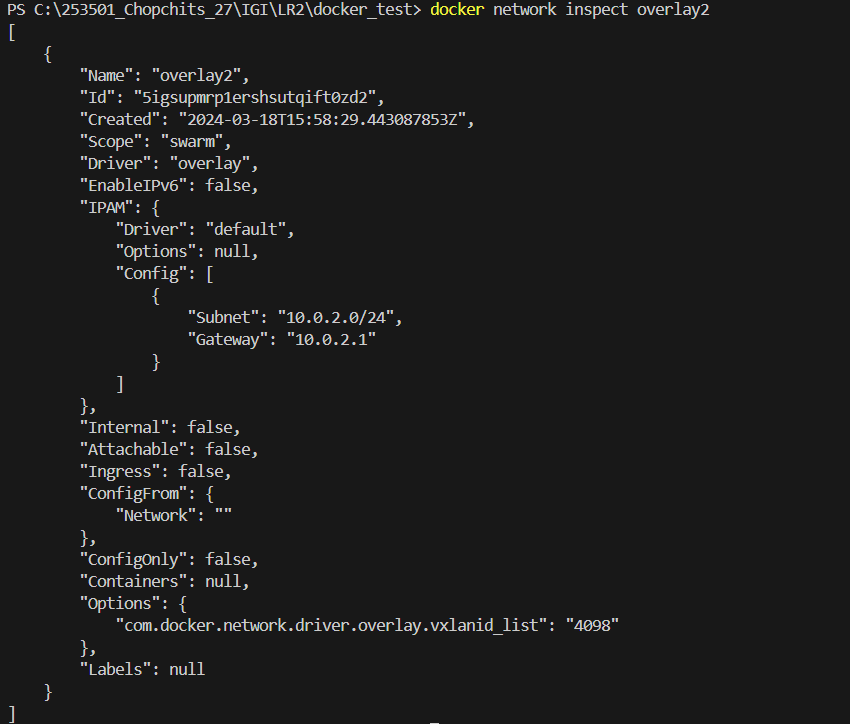 PS C:\253501_Chopchits_27\IGI\LR2\docker_test> docker network inspect overlay2
[
    {
        "Name": "overlay2",
        "Id": "5igsupmrp1ershsutqift0zd2",
        "Created": "2024-03-18T15:58:29.443087853Z",
        "Scope": "swarm",
        "Driver": "overlay",
        "EnableIPv6": false,
        "IPAM": {
            "Driver": "default",
            "Options": null,
            "Config": [
                {
                    "Subnet": "10.0.2.0/24",
                    "Gateway": "10.0.2.1"
                }
            ]
        },
        "Internal": false,
        "Attachable": false,
        "Ingress": false,
        "ConfigFrom": {
            "Network": ""
        },
        "ConfigOnly": false,
        "Containers": null,
        "Options": {
            "com.docker.network.driver.overlay.vxlanid_list": "4098"
        },
        "Labels": null
    }
]